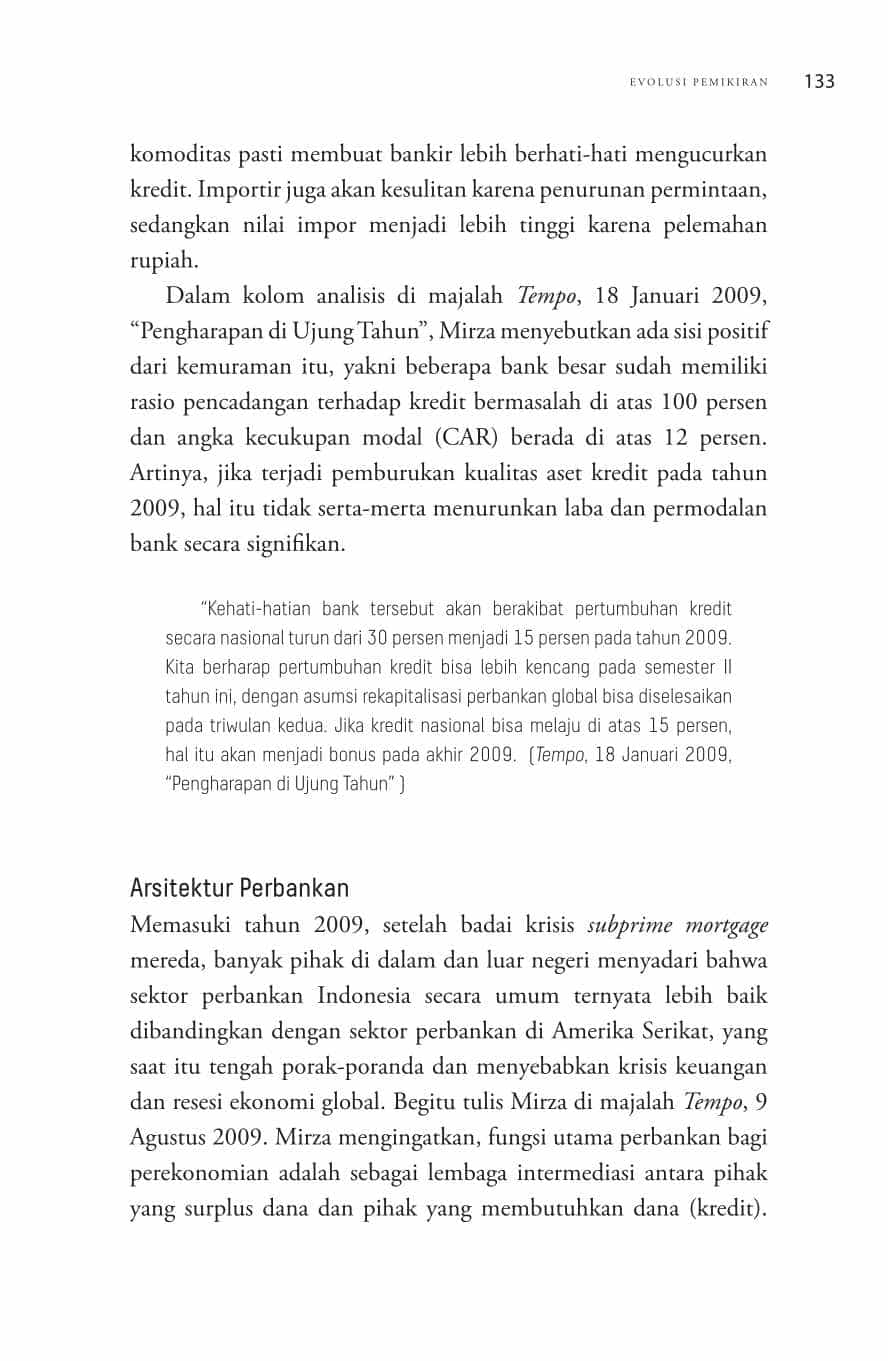 EVOLUSI PEMIKIRAN 133
komoditas pasti membuat bankir lebih berhati-hati mengucurkan
kredit. Importir juga akan kesulitan karena penurunan permintaan,
sedangkan nilai impor menjadi lebih tinggi karena pelemahan
rupiah.
Dalam kolom analisis di majalah Tempo, 18 Januari 2009,
“Pengharapan di Ujung Tahun”, Mirza menyebutkan ada sisi positif
dari kemuraman itu, yakni beberapa bank besar sudah memiliki
rasio pencadangan terhadap kredit bermasalah di atas 100 persen
dan angka kecukupan modal (CAR) berada di atas 12 persen.
Artinya, jika terjadi pemburukan kualitas aset kredit pada tahun
2009, hal itu tidak serta-merta menurunkan laba dan permodalan
bank secara signifikan.
“Kehati-hatian bank tersebut akan berakibat pertumbuhan kredit
secara nasional turun dari 30 persen menjadi 15 persen pada tahun 2009.
Kita berharap pertumbuhan kredit bisa lebih kencang pada semester II
tahun ini, dengan asumsi rekapitalisasi perbankan global bisa diselesaikan
pada triwulan kedua. Jika kredit nasional bisa melaju di atas 15 persen,
hal itu akan menjadi bonus pada akhir 2009. (Tempo, 18 Januari 2009,
“Pengharapan di Ujung Tahun” )
Arsitektur Perbankan
Memasuki tahun 2009, setelah badai krisis subprime mortgage
mereda, banyak pihak di dalam dan luar negeri menyadari bahwa
sektor perbankan Indonesia secara umum ternyata lebih baik
dibandingkan dengan sektor perbankan di Amerika Serikat, yang
saat itu tengah porak-poranda dan menyebabkan krisis keuangan
dan resesi ekonomi global. Begitu tulis Mirza di majalah Tempo, 9
Agustus 2009. Mirza mengingatkan, fungsi utama perbankan bagi
perekonomian adalah sebagai lembaga intermediasi antara pihak
yang surplus dana dan pihak yang membutuhkan dana (kredit).